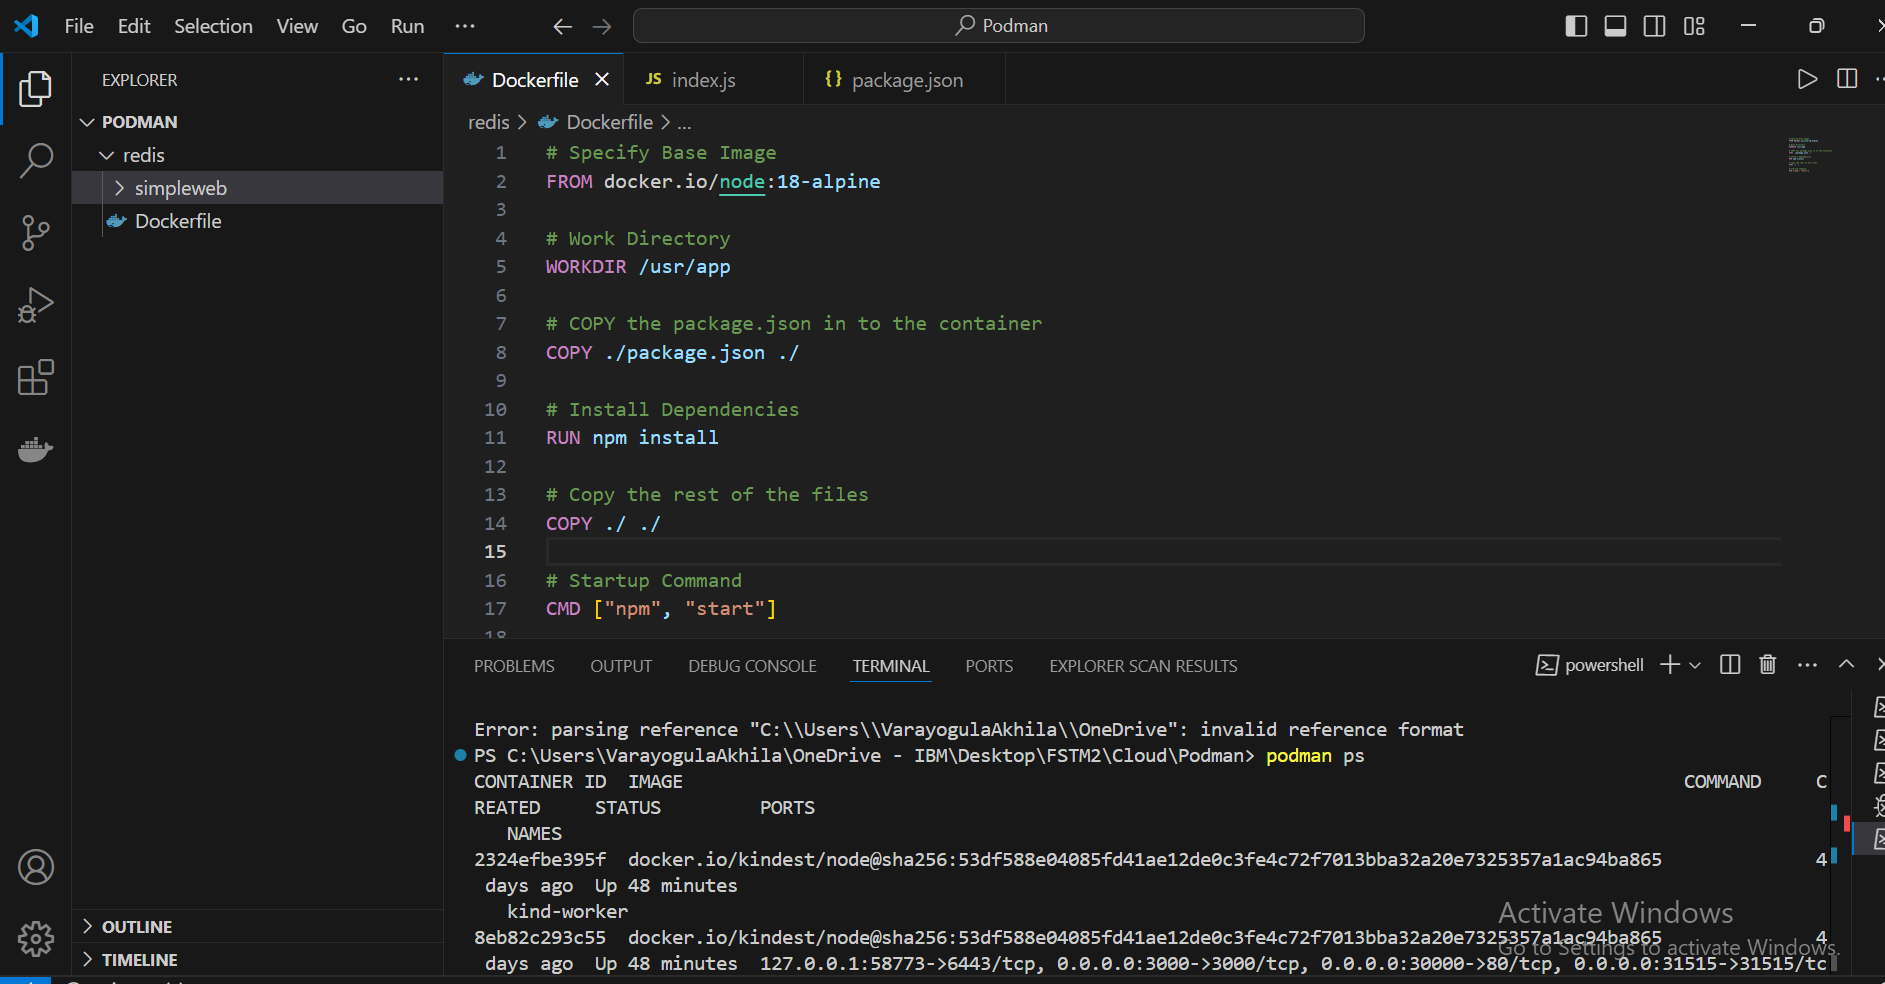 File Edit Selection View Go Run ···
Podman
EXPLORER ···
PODMAN
redis
simpleweb
Dockerfile
OUTLINE
TIMELINE
Dockerfile
JS index.js
{} package.json
redis > Dockerfile > ...
1 # Specify Base Image
2 FROM docker.io/node:18-alpine
3
4 # Work Directory
5 WORKDIR /usr/app
6
7 # COPY the package.json in to the container
8 COPY ./package.json ./
9
10 # Install Dependencies
11 RUN npm install
12
13 # Copy the rest of the files
14 COPY ./ ./
15
16 # Startup Command
17 CMD ["npm", "start"]
18
PROBLEMS OUTPUT DEBUG CONSOLE TERMINAL PORTS EXPLORER SCAN RESULTS
powershell
Error: parsing reference "C:\\Users\\VarayogulaAkhila\\OneDrive": invalid reference format
PS C:\Users\VarayogulaAkhila\OneDrive - IBM\Desktop\FSTM2\Cloud\Podman> podman ps
CONTAINER ID IMAGE COMMAND C
REATED STATUS PORTS
NAMES
2324efbe395f docker.io/kindest/node@sha256:53df588e04085fd41ae12de0c3fe4c72f7013bba32a20e7325357a1ac94ba865 4
days ago Up 48 minutes
kind-worker
8eb82c293c55 docker.io/kindest/node@sha256:53df588e04085fd41ae12de0c3fe4c72f7013bba32a20e7325357a1ac94ba865 4
days ago Up 48 minutes 127.0.0.1:58773->6443/tcp, 0.0.0.0:3000->3000/tcp, 0.0.0.0:30000->80/tcp, 0.0.0.0:31515->31515/tc
Activate Windows
Go to Settings to activate Windows.